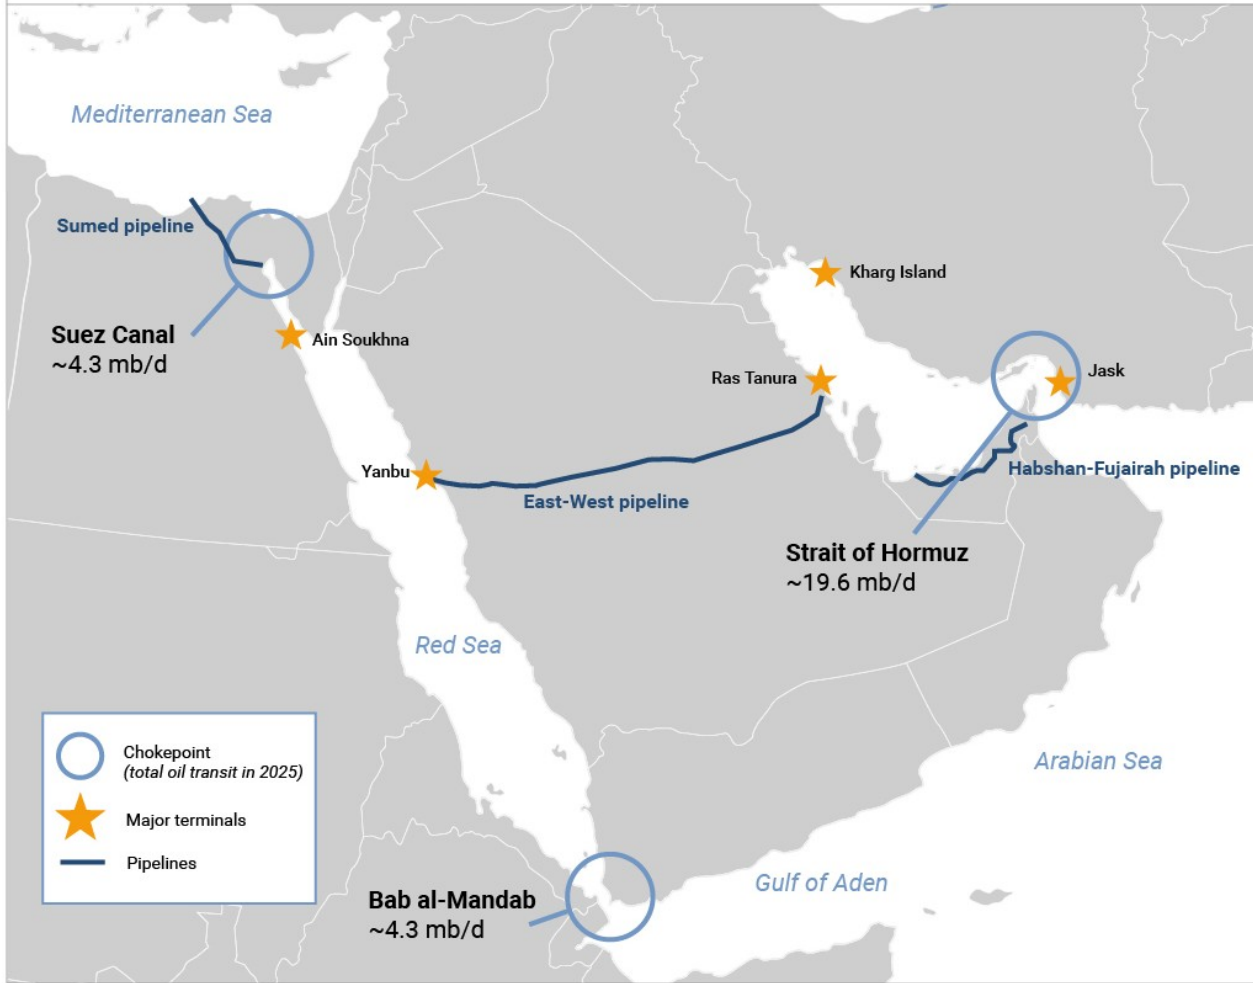 Mediterranean Sea
Sumed pipeline
Suez Canal
~4.3 mb/d
Ain Soukhna
Kharg Island
Ras Tanura
Jask
Yanbu
East-West pipeline
Habshan-Fujairah pipeline
Strait of Hormuz
~19.6 mb/d
Red Sea
Arabian Sea
Gulf of Aden
Bab al-Mandab
~4.3 mb/d
Chokepoint
(total oil transit in 2025)
Major terminals
Pipelines